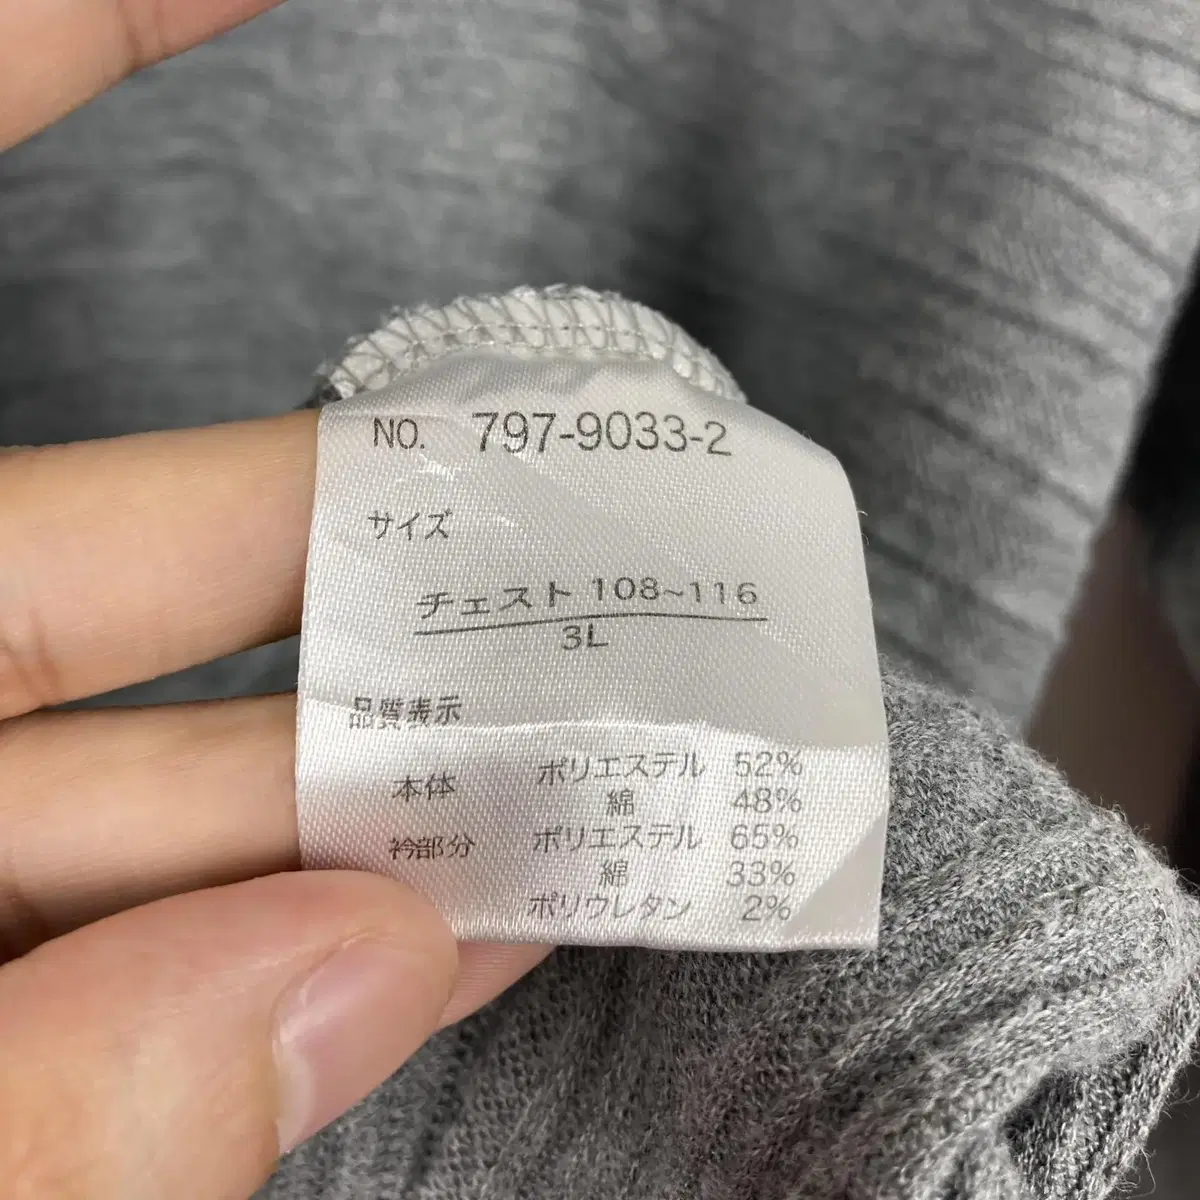 NO. 797-9033-2
サイズ
チェスト 108~116
3L
品質表示
本体 ポリエステル 52%
綿 48%
衿部分 ポリエステル 65%
綿 33%
ポリウレタン 2%